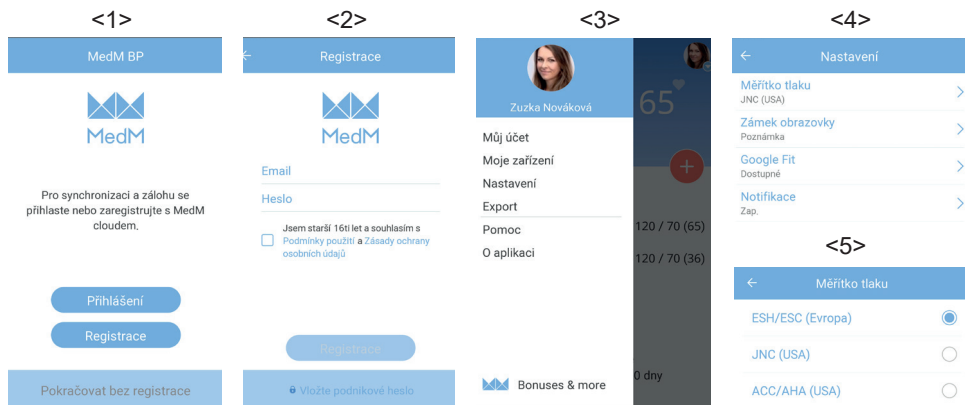 <1>
MedM BP
MedM
Pro synchronizaci a zálohu se
přihlaste nebo zaregistrujte s MedM
cloudem.
Přihlášení
Registrace
Pokračovat bez registrace
<2>
Registrace
MedM
Email
Heslo
Jsem starší 16ti let a souhlasím s
Podmínky použití a Zásady ochrany
osobních údajů
Registrace
Vložte podnikové heslo
<3>
Zuzka Nováková
65
Můj účet
Moje zařízení
Nastavení
Export
Pomoc
O aplikaci
120 / 70 (65)
120 / 70 (36)
0 dny
Bonuses & more
<4>
Nastavení
Měřítko tlaku
JNC (USA)
Zámek obrazovky
Poznámka
Google Fit
Dostupné
Notifikace
Zap.
<5>
Měřítko tlaku
ESH/ESC (Evropa)
JNC (USA)
ACC/AHA (USA)